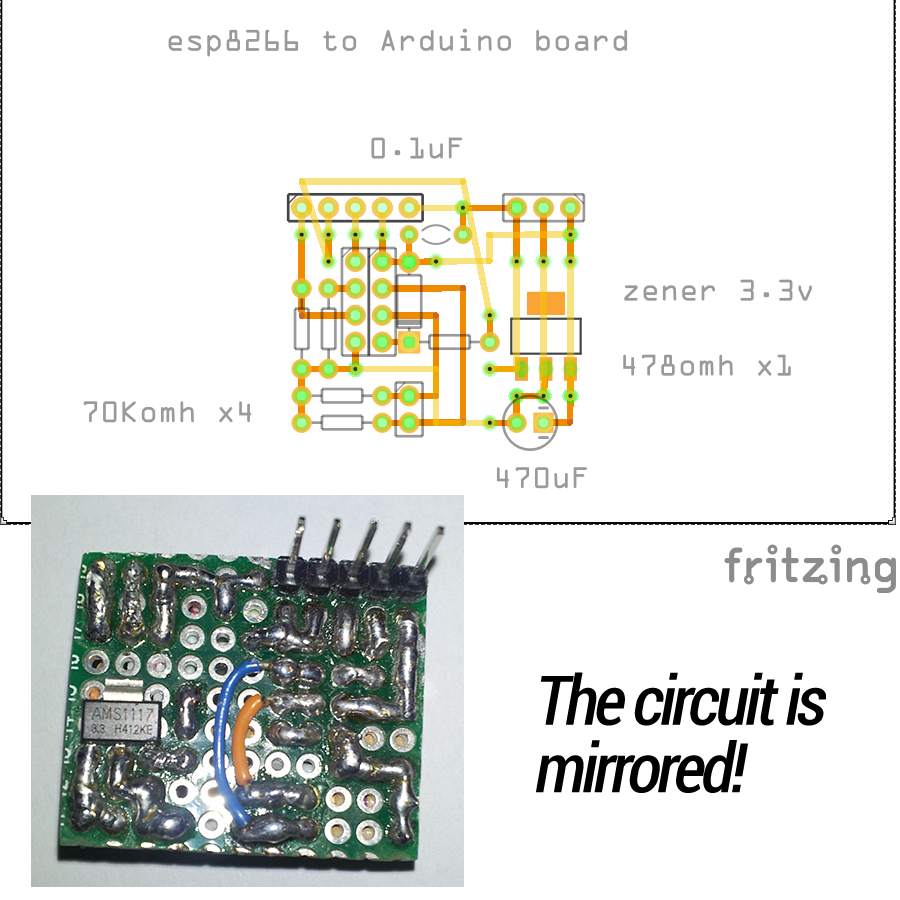 esp8266 to Arduino board
0.1uF
zener 3.3v
478omh x1
70Komh x4
470uF
fritzing
AMS1117
3.3 H412KE
The circuit is
mirrored!